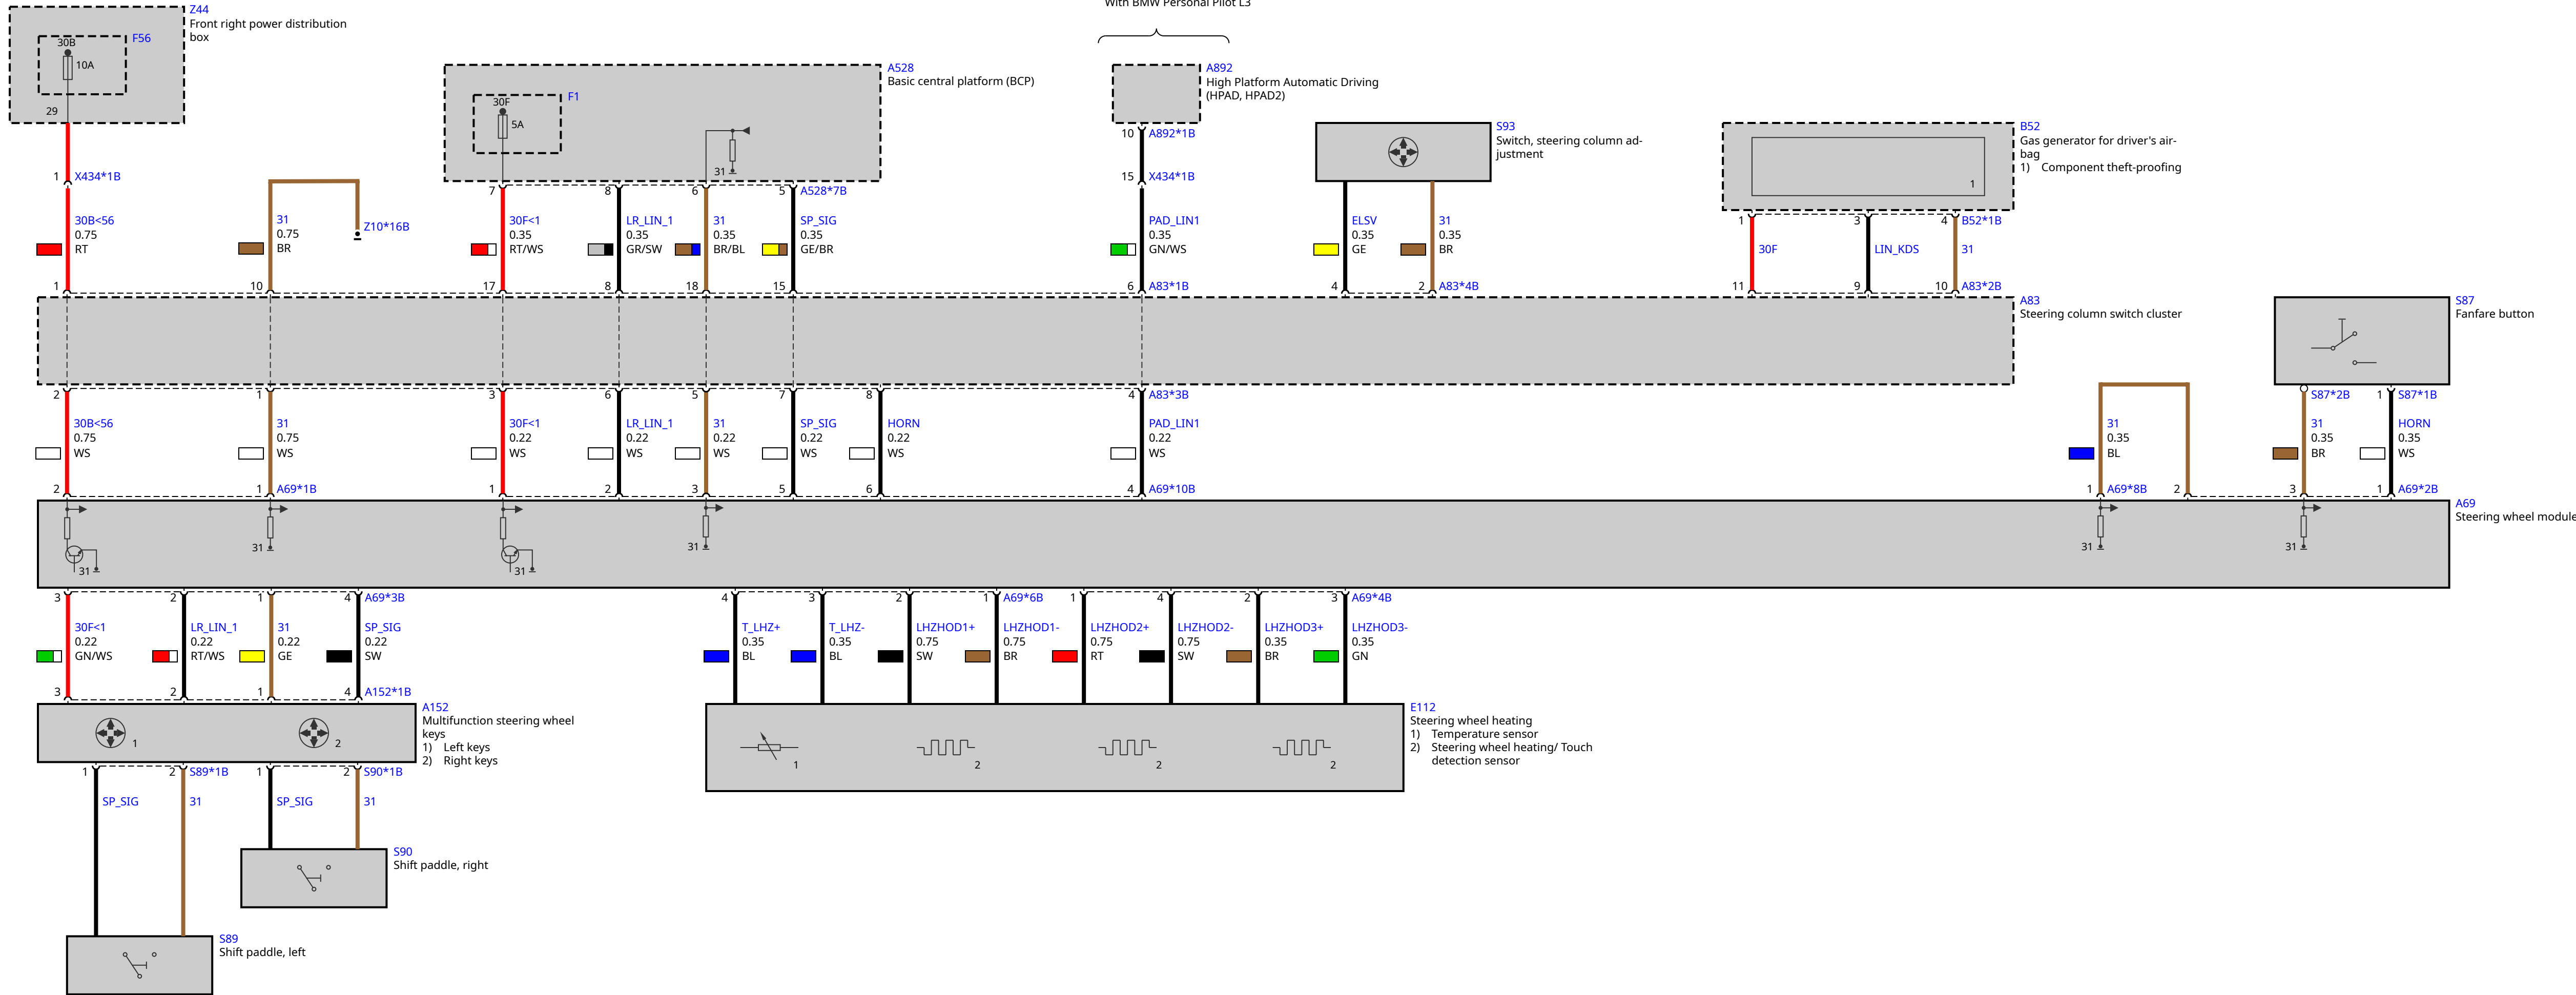 With BMW Personal Pilot L3
Z44
Front right power distribution
box
F56
30B
10A
29
A528
Basic central platform (BCP)
F1
30F
5A
31
A892
High Platform Automatic Driving
(HPAD, HPAD2)
S93
Switch, steering column ad-
justment
B52
Gas generator for driver's air-
bag
1) Component theft-proofing
1
10 A892*1B
1 X434*1B
15 X434*1B
7 8 6 5 A528*7B
1 3 4 B52*1B
30B<56
0.75
RT
31
0.75
BR
Z10*16B
30F<1
0.35
RT/WS
LR_LIN_1
0.35
GR/SW
31
0.35
BR/BL
SP_SIG
0.35
GE/BR
PAD_LIN1
0.35
GN/WS
ELSV
0.35
GE
31
0.35
BR
30F
LIN_KDS
31
1 10 17 8 18 15 6 A83*1B
4 2 A83*4B
11 9 10 A83*2B
A83
Steering column switch cluster
S87
Fanfare button
2 1 3 6 5 7 8 4 A83*3B
S87*2B 1 S87*1B
30B<56
0.75
WS
31
0.75
WS
30F<1
0.22
WS
LR_LIN_1
0.22
WS
31
0.22
WS
SP_SIG
0.22
WS
HORN
0.22
WS
PAD_LIN1
0.22
WS
31
0.35
BL
31
0.35
BR
HORN
0.35
WS
2 1 A69*1B
1 2 3 5 6 4 A69*10B
1 A69*8B 2 3 1 A69*2B
A69
Steering wheel module
31 31 31 31 31 31
3 2 1 4 A69*3B
4 3 2 1 A69*6B
1 4 2 3 A69*4B
30F<1
0.22
GN/WS
LR_LIN_1
0.22
RT/WS
31
0.22
GE
SP_SIG
0.22
SW
T_LHZ+
0.35
BL
T_LHZ-
0.35
BL
LHZHOD1+
0.75
SW
LHZHOD1-
0.75
BR
LHZHOD2+
0.75
RT
LHZHOD2-
0.75
SW
LHZHOD3+
0.35
BR
LHZHOD3-
0.35
GN
3 2 1 4 A152*1B
A152
Multifunction steering wheel
keys
1) Left keys
2) Right keys
1 2
E112
Steering wheel heating
1) Temperature sensor
2) Steering wheel heating/ Touch
detection sensor
1 2 2 2
1 2 S89*1B 1 2 S90*1B
SP_SIG 31 SP_SIG 31
S90
Shift paddle, right
S89
Shift paddle, left